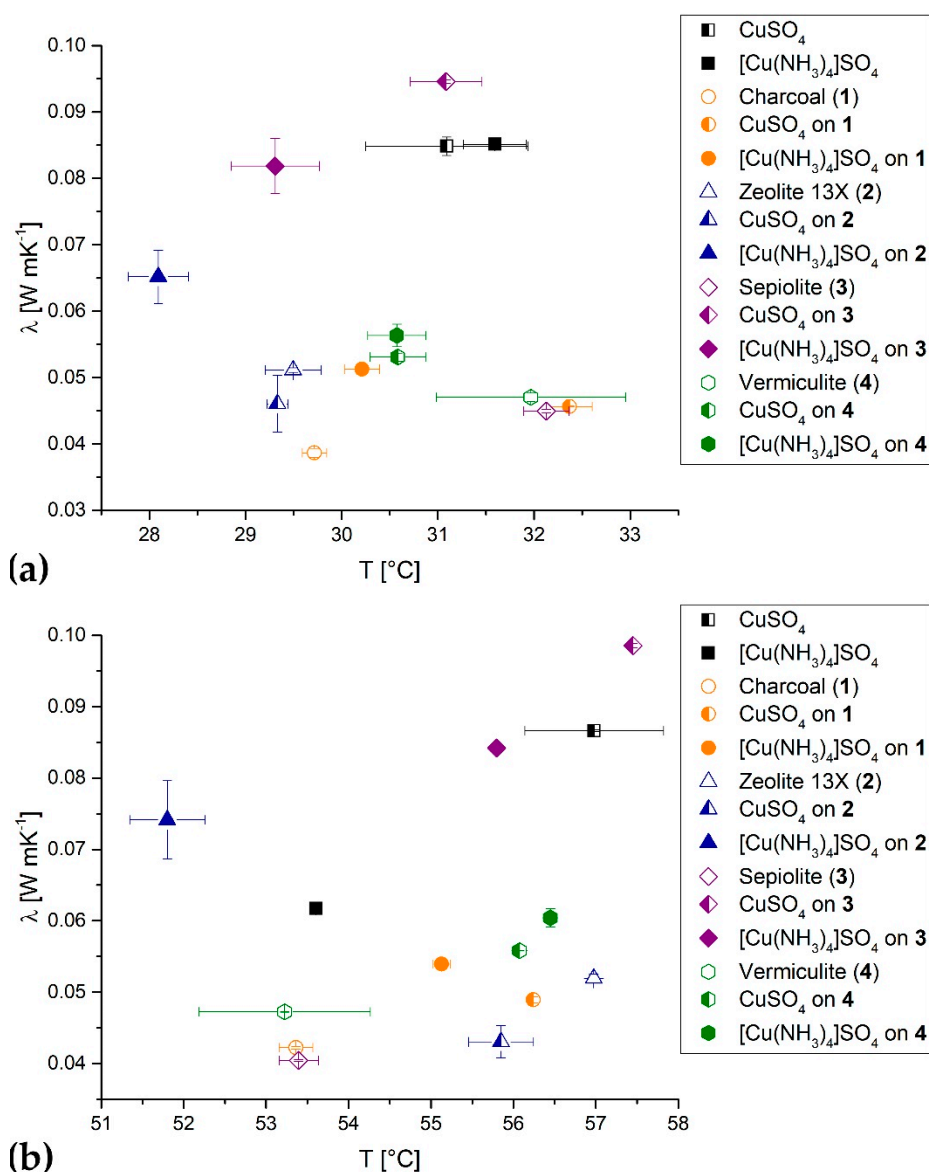 (a)
λ [W mK⁻¹]
0.10
0.09
0.08
0.07
0.06
0.05
0.04
0.03
28 29 30 31 32 33
T [°C]
CuSO₄
[Cu(NH₃)₄]SO₄
Charcoal (1)
CuSO₄ on 1
[Cu(NH₃)₄]SO₄ on 1
Zeolite 13X (2)
CuSO₄ on 2
[Cu(NH₃)₄]SO₄ on 2
Sepiolite (3)
CuSO₄ on 3
[Cu(NH₃)₄]SO₄ on 3
Vermiculite (4)
CuSO₄ on 4
[Cu(NH₃)₄]SO₄ on 4
(b)
λ [W mK⁻¹]
0.10
0.09
0.08
0.07
0.06
0.05
0.04
51 52 53 54 55 56 57 58
T [°C]
CuSO₄
[Cu(NH₃)₄]SO₄
Charcoal (1)
CuSO₄ on 1
[Cu(NH₃)₄]SO₄ on 1
Zeolite 13X (2)
CuSO₄ on 2
[Cu(NH₃)₄]SO₄ on 2
Sepiolite (3)
CuSO₄ on 3
[Cu(NH₃)₄]SO₄ on 3
Vermiculite (4)
CuSO₄ on 4
[Cu(NH₃)₄]SO₄ on 4